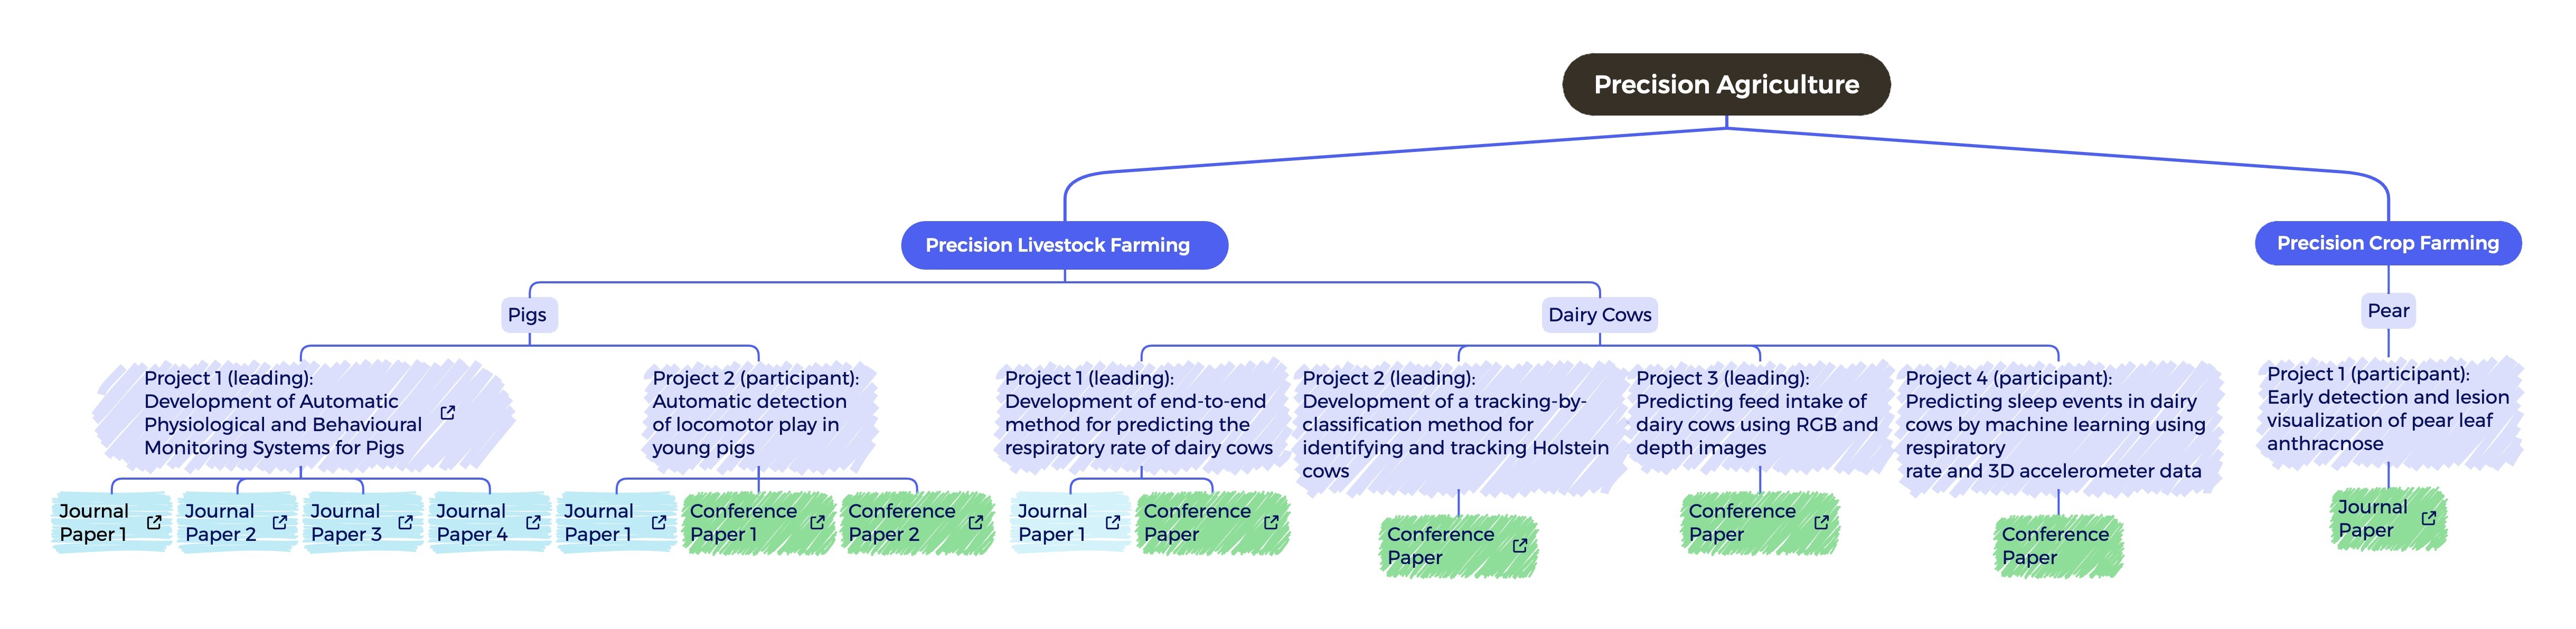 Precision Agriculture
Precision Livestock Farming
Precision Crop Farming
Pigs
Dairy Cows
Pear
Project 1 (leading):
Development of Automatic
Physiological and Behavioural
Monitoring Systems for Pigs
Project 2 (participant):
Automatic detection
of locomotor play in
young pigs
Project 1 (leading):
Development of end-to-end
method for predicting the
respiratory rate of dairy cows
Project 2 (leading):
Development of a tracking-by-
classification method for
identifying and tracking Holstein
cows
Project 3 (leading):
Predicting feed intake of
dairy cows using RGB and
depth images
Project 4 (participant):
Predicting sleep events in dairy
cows by machine learning using
respiratory
rate and 3D accelerometer data
Project 1 (participant):
Early detection and lesion
visualization of pear leaf
anthracnose
Journal
Paper 1
Journal
Paper 2
Journal
Paper 3
Journal
Paper 4
Journal
Paper 1
Conference
Paper 1
Conference
Paper 2
Journal
Paper 1
Conference
Paper
Conference
Paper
Conference
Paper
Conference
Paper
Journal
Paper